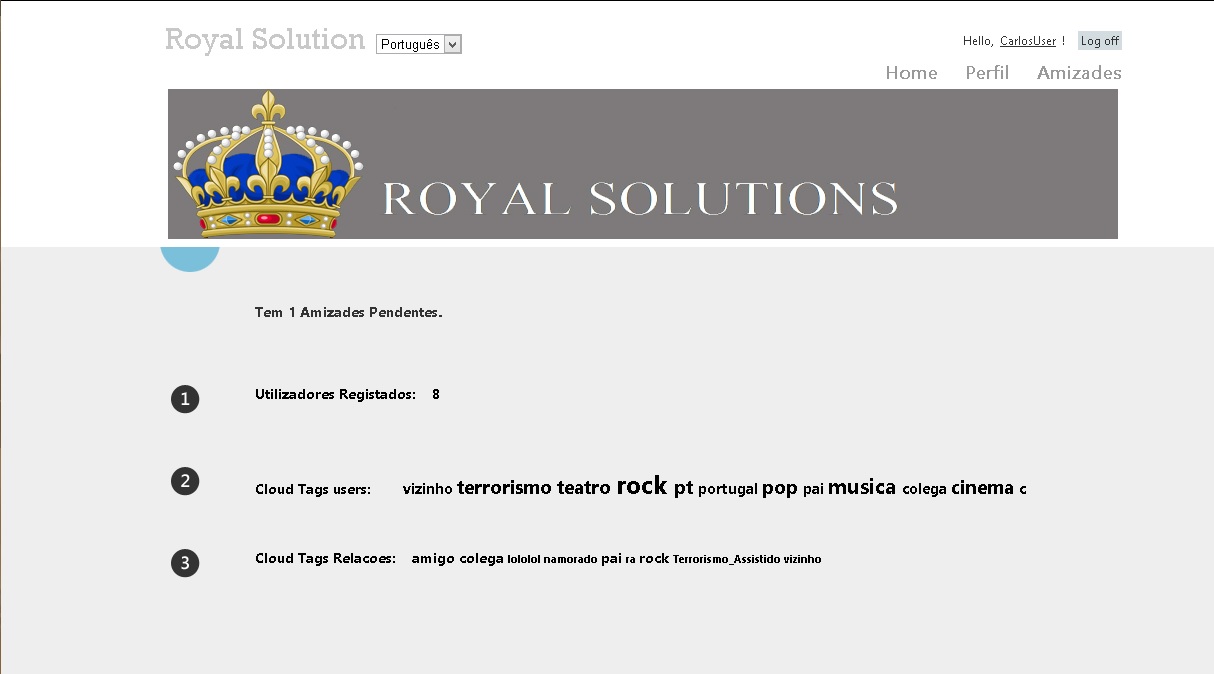 Royal Solution Português
Hello, CarlosUser ! Log off
Home Perfil Amizades
ROYAL SOLUTIONS
Tem 1 Amizades Pendentes.
1 Utilizadores Registados: 8
2 Cloud Tags users: vizinho terrorismo teatro rock pt portugal pop pai musica colega cinema c
3 Cloud Tags Relacoes: amigo colega lololol namorado pai ra rock Terrorismo_Assistido vizinho